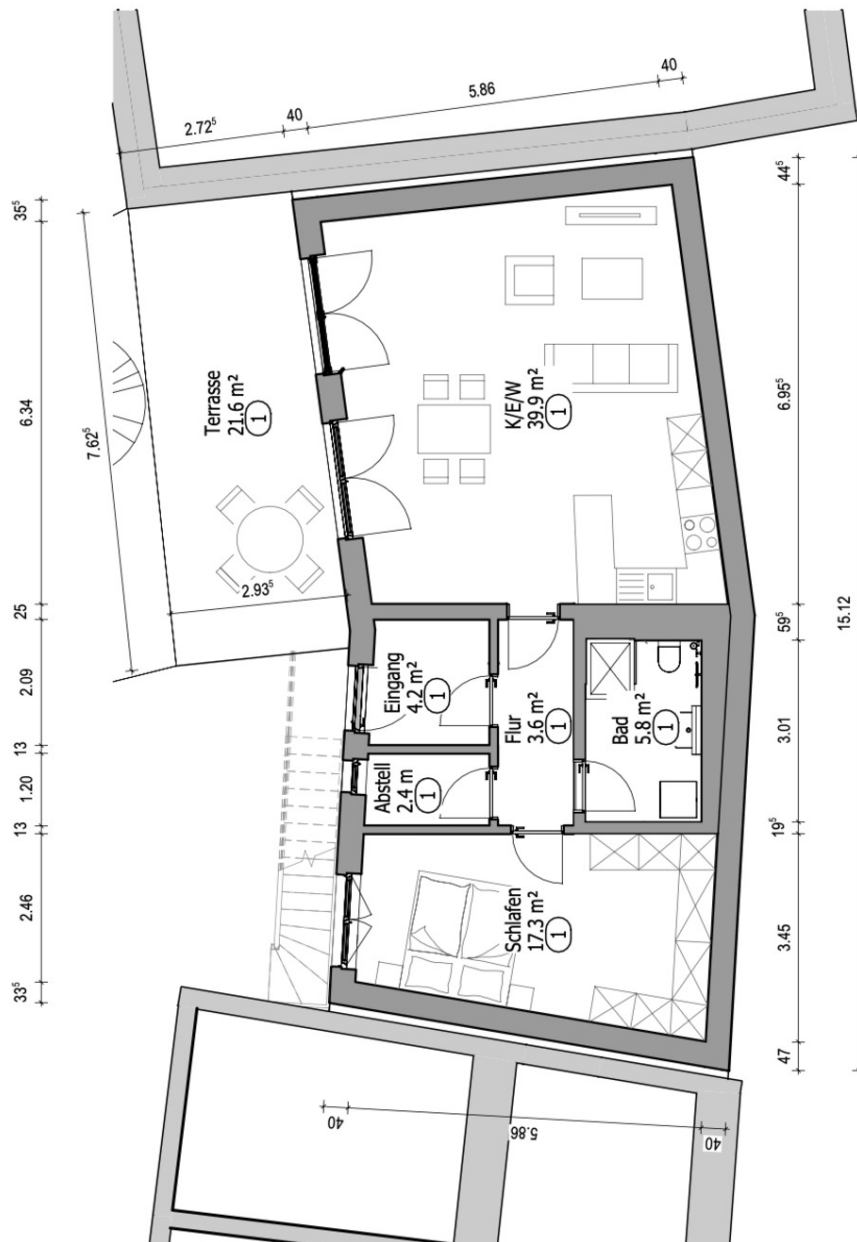 40
5.86
40
2.72⁵
35⁵
6.34
25
2.09
13
1.20
13
2.46
33⁵
7.62⁵
Terrasse
21.6 m²
1
2.93⁵
K/E/W
39.9 m²
1
Eingang
4.2 m²
1
Abstell
2.4 m
1
Flur
3.6 m²
1
Bad
5.8 m²
1
Schlafen
17.3 m²
1
44⁵
6.95⁵
59⁵
3.01
19⁵
3.45
47
15.12
40
5.86
40